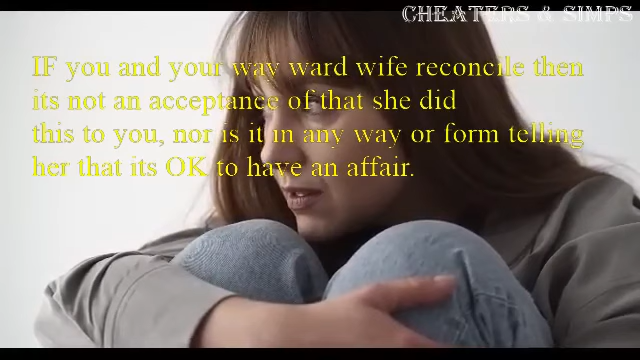 CHEATERS & SIMPS
IF you and your way ward wife reconcile then
its not an acceptance of that she did
this to you, nor is it in any way or form telling
her that its OK to have an affair.